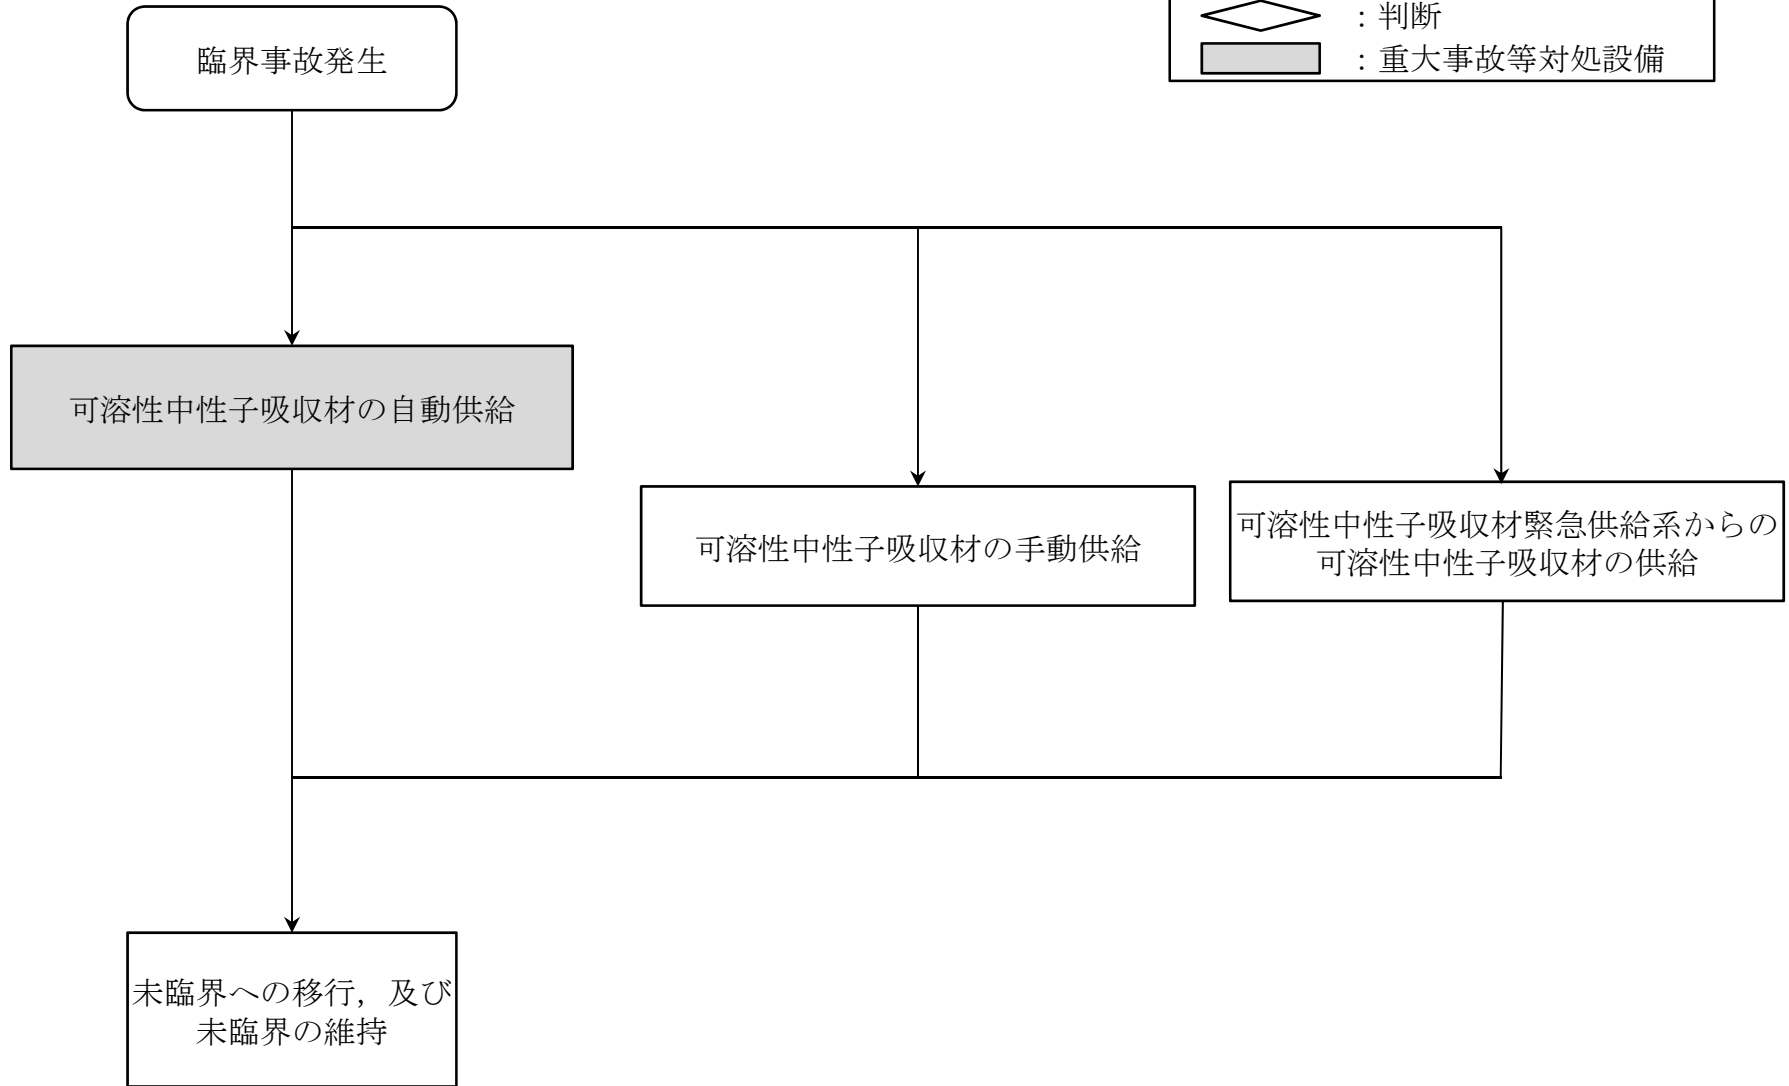 臨界事故発生
：判断
：重大事故等対処設備
可溶性中性子吸収材の自動供給
可溶性中性子吸収材の手動供給
可溶性中性子吸収材緊急供給系からの
可溶性中性子吸収材の供給
未臨界への移行，及び
未臨界の維持